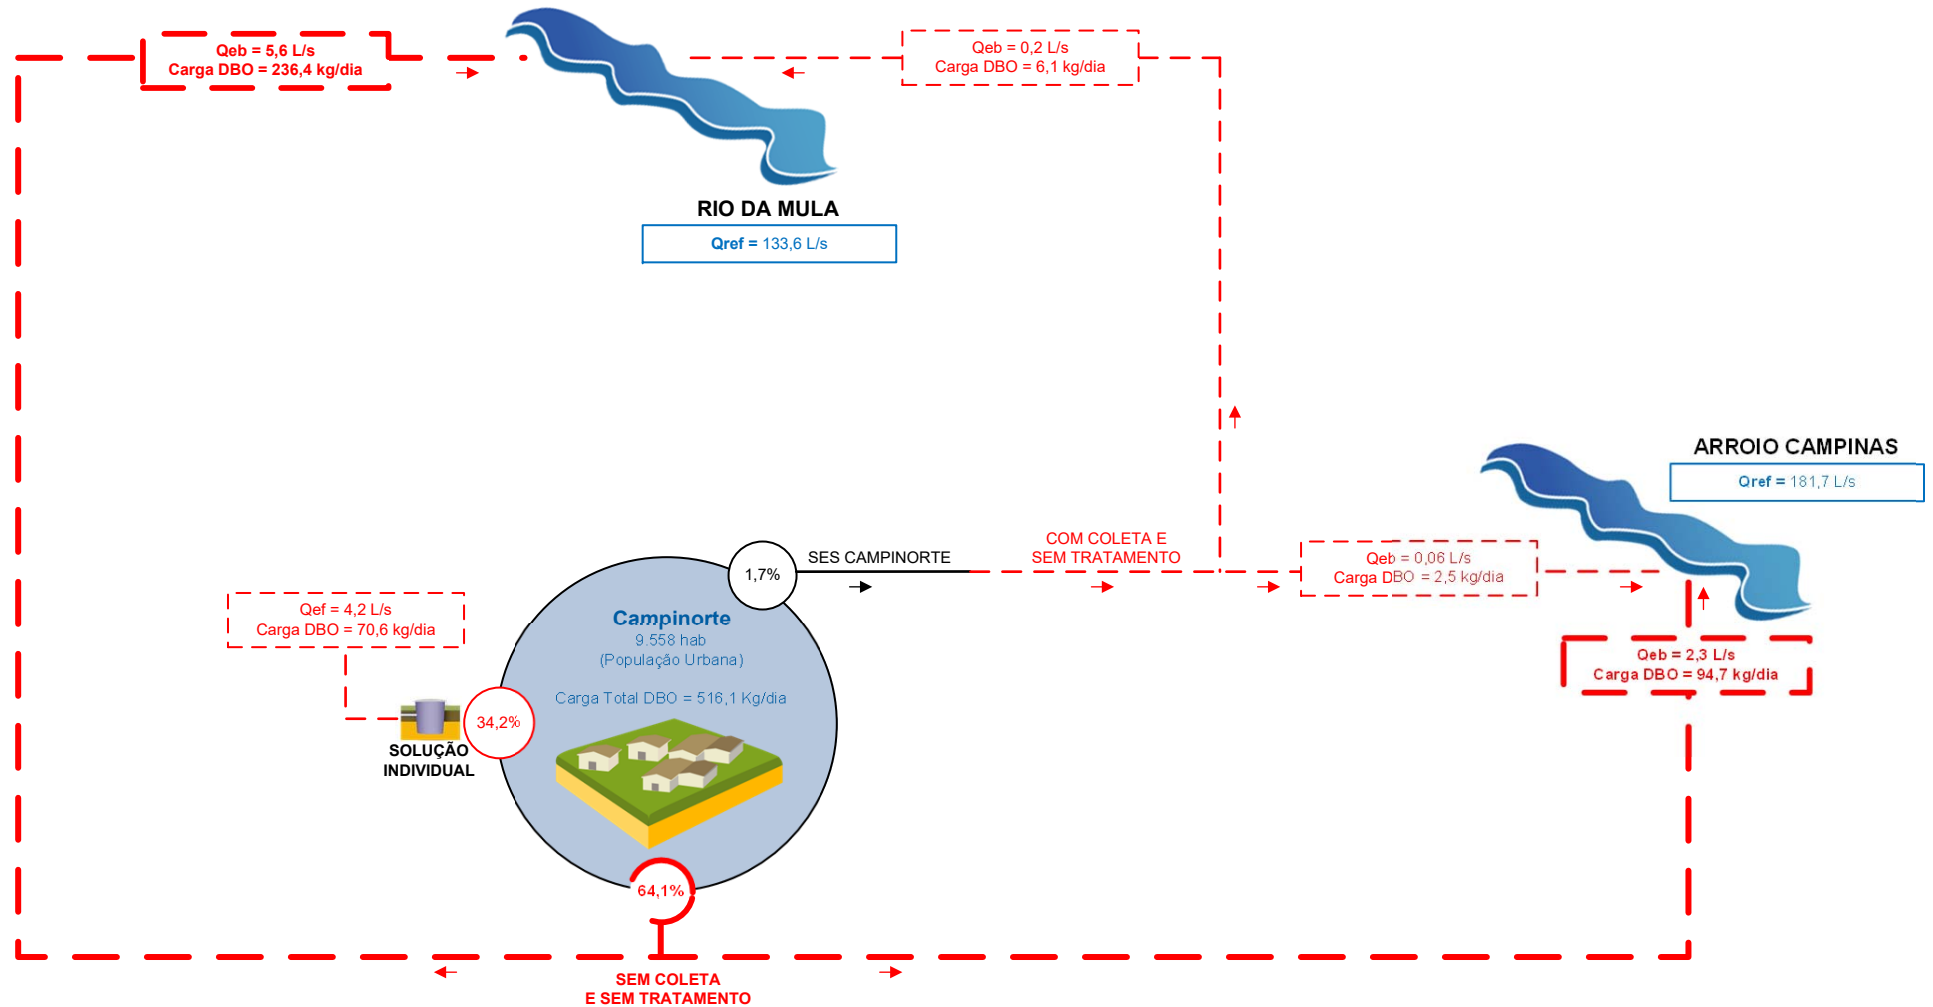 Qeb = 5,6 L/s
Carga DBO = 236,4 kg/dia
Qeb = 0,2 L/s
Carga DBO = 6,1 kg/dia
RIO DA MULA
Qref = 133,6 L/s
ARROIO CAMPINAS
Qref = 181,7 L/s
SES CAMPINORTE
COM COLETA E
SEM TRATAMENTO
Qeb = 0,06 L/s
Carga DBO = 2,5 kg/dia
1,7%
Qef = 4,2 L/s
Carga DBO = 70,6 kg/dia
Campinorte
9.558 hab
(População Urbana)
Carga Total DBO = 516,1 Kg/dia
Qeb = 2,3 L/s
Carga DBO = 94,7 kg/dia
34,2%
SOLUÇÃO
INDIVIDUAL
64,1%
SEM COLETA
E SEM TRATAMENTO